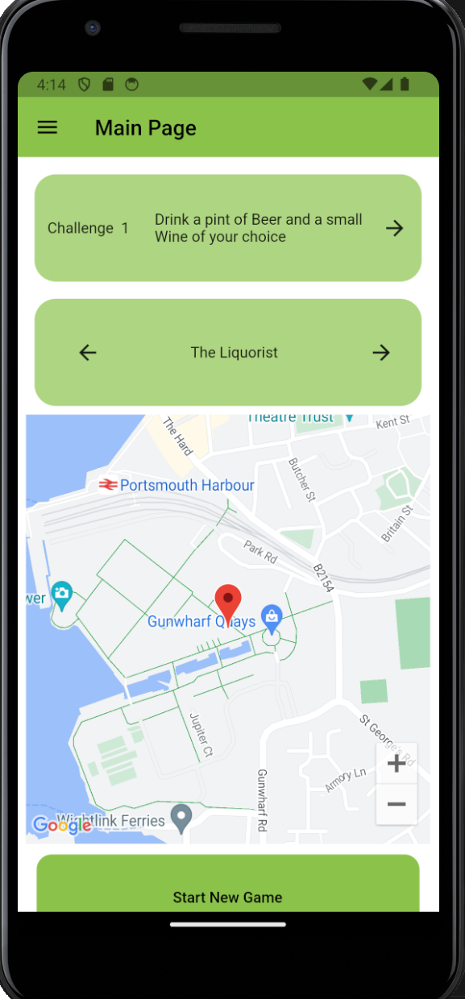 4:14
Main Page
Challenge 1
Drink a pint of Beer and a small
Wine of your choice
The Liquorist
Theatre Trust
Kent St
The Hard
Butcher St
Portsmouth Harbour
Britain St
Park Rd
B2154
wer
Gunwharf Quays
Jupiter Ct
St George's Rd
Armory Ln
Gunwharf Rd
Wightlink Ferries
Google
+
−
Start New Game